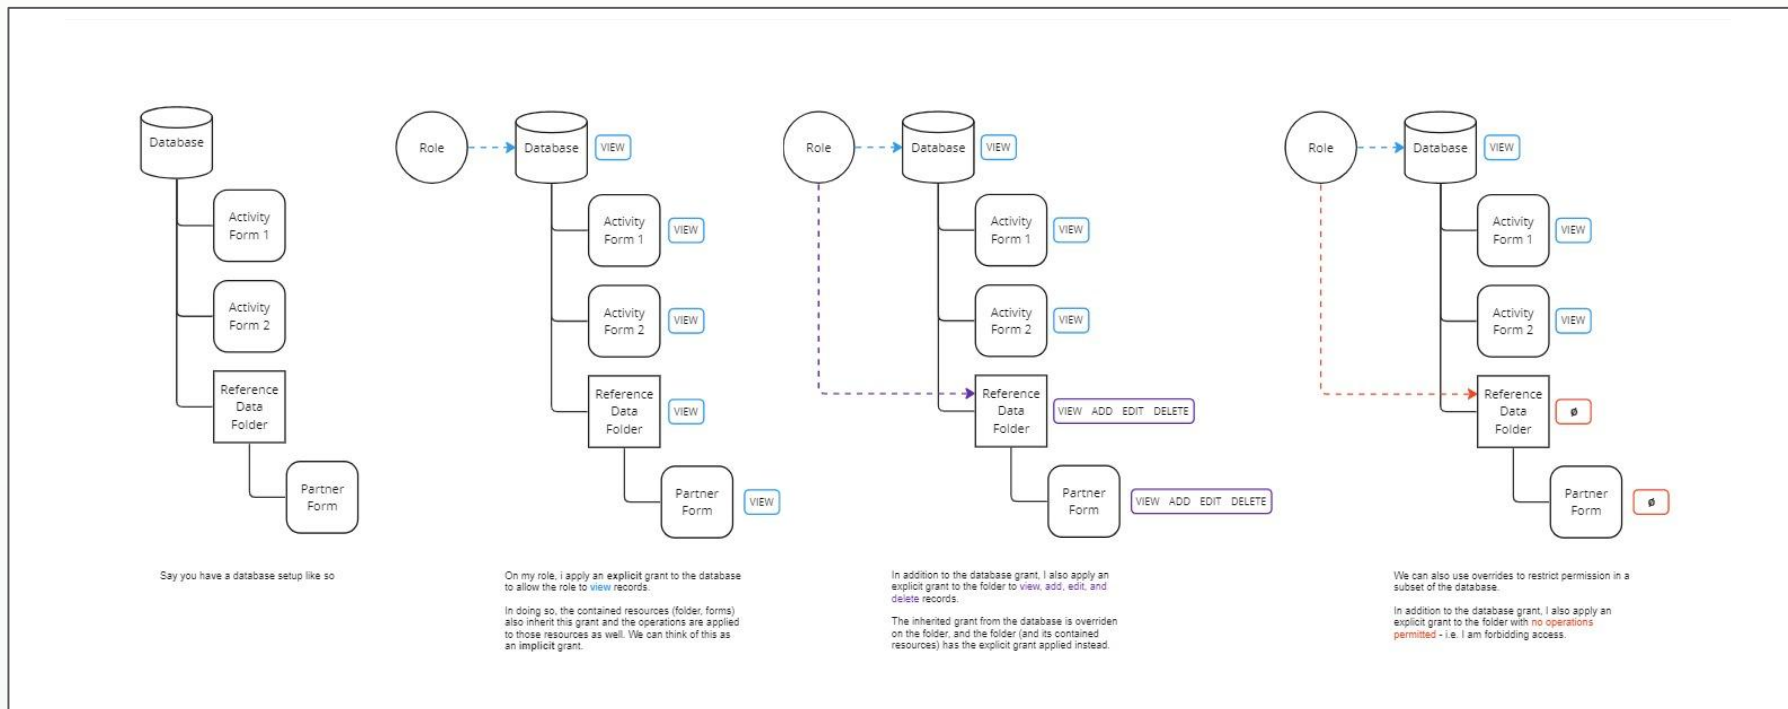 Database
Activity
Form 1
Activity
Form 2
Reference
Data
Folder
Partner
Form
Say you have a database setup like so
Role
Database
VIEW
Activity
Form 1
VIEW
Activity
Form 2
VIEW
Reference
Data
Folder
VIEW
Partner
Form
VIEW
On my role, i apply an explicit grant to the database
to allow the role to view records.
In doing so, the contained resources (folder, forms)
also inherit this grant and the operations are applied
to those resources as well. We can think of this as
an implicit grant.
Role
Database
VIEW
Activity
Form 1
VIEW
Activity
Form 2
VIEW
Reference
Data
Folder
VIEW ADD EDIT DELETE
Partner
Form
VIEW ADD EDIT DELETE
In addition to the database grant, I also apply an
explicit grant to the folder to view, add, edit, and
delete records.
The inherited grant from the database is overriden
on the folder, and the folder (and its contained
resources) has the explicit grant applied instead.
Role
Database
VIEW
Activity
Form 1
VIEW
Activity
Form 2
VIEW
Reference
Data
Folder
ø
Partner
Form
ø
We can also use overrides to restrict permission in a
subset of the database.
In addition to the database grant, I also apply an
explicit grant to the folder with no operations
permitted - i.e. I am forbidding access.